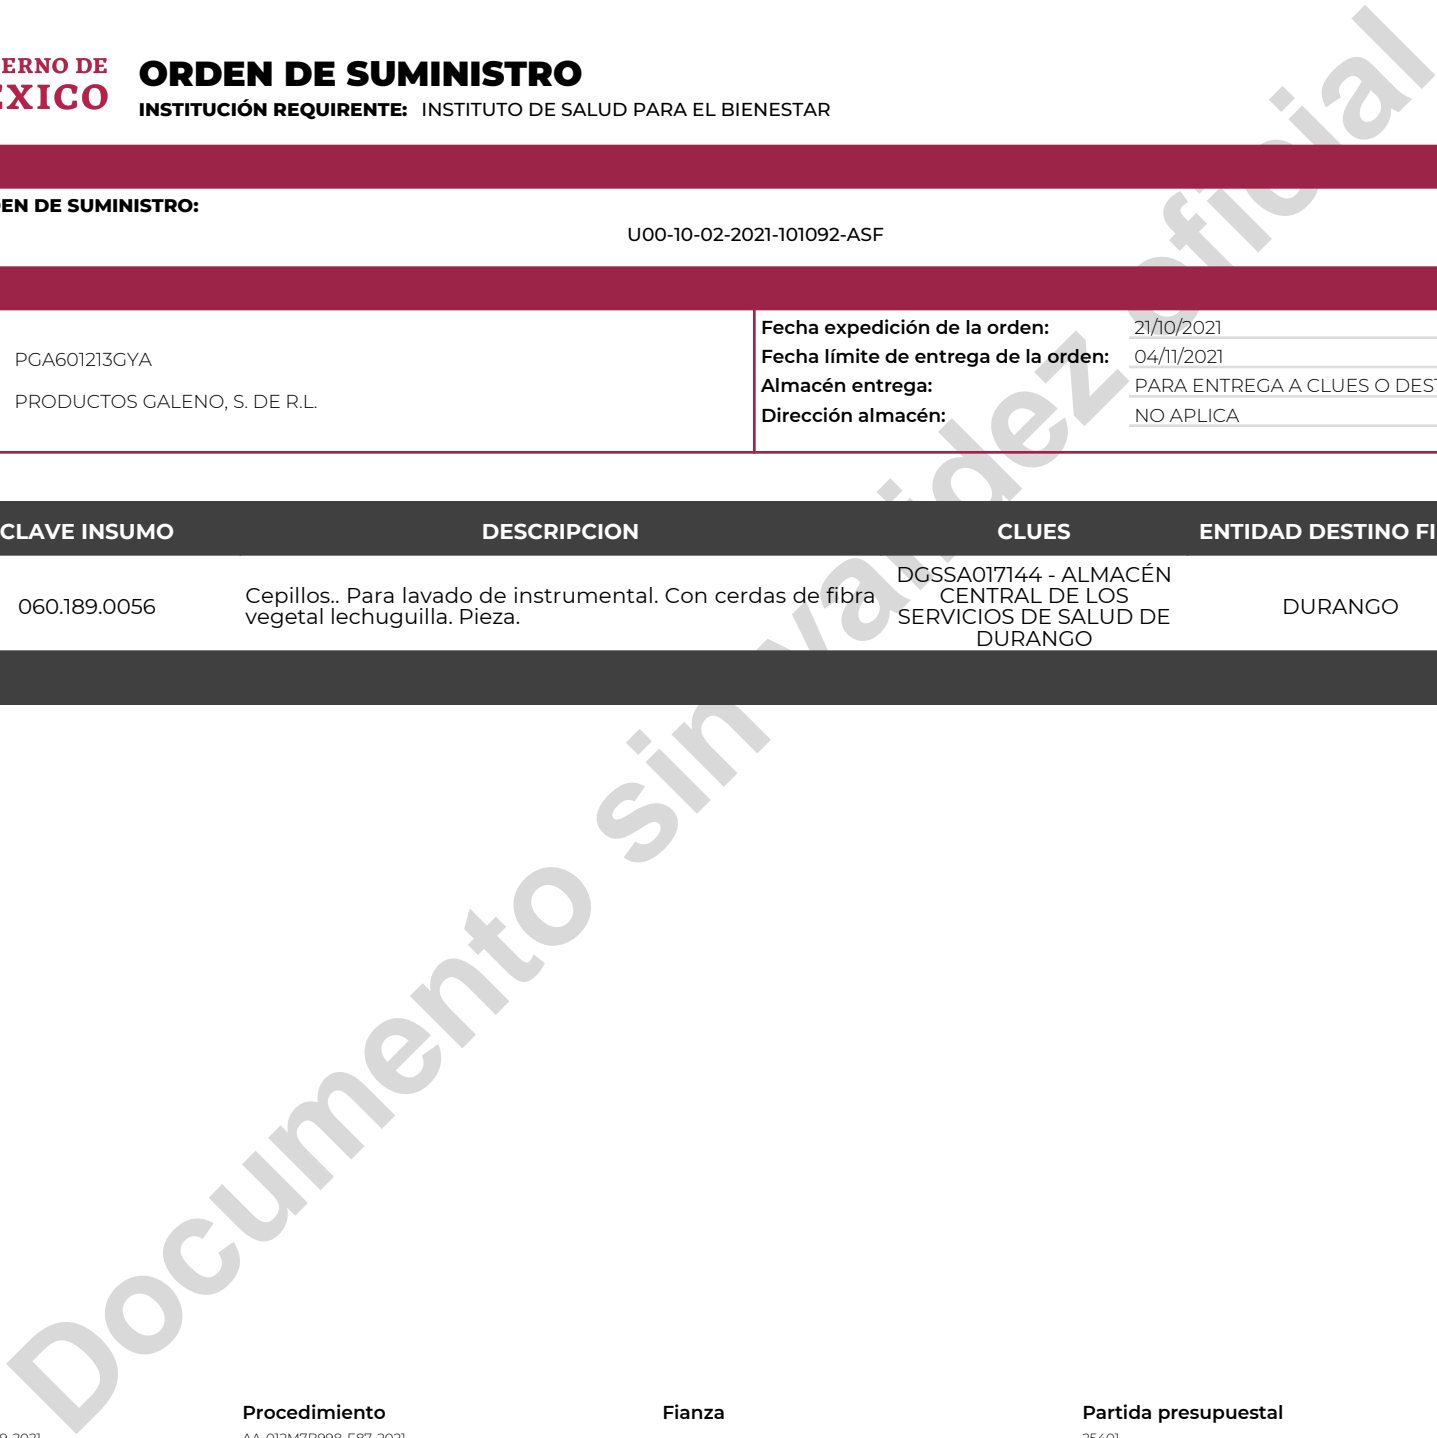 ERNO DE
EXICO
ORDEN DE SUMINISTRO
INSTITUCIÓN REQUIRENTE: INSTITUTO DE SALUD PARA EL BIENESTAR
EN DE SUMINISTRO:
U00-10-02-2021-101092-ASF
PGA601213GYA
PRODUCTOS GALENO, S. DE R.L.
Fecha expedición de la orden: 21/10/2021
Fecha límite de entrega de la orden: 04/11/2021
Almacén entrega: PARA ENTREGA A CLUES O DEST
Dirección almacén: NO APLICA
CLAVE INSUMO DESCRIPCION CLUES ENTIDAD DESTINO FI
060.189.0056
Cepillos.. Para lavado de instrumental. Con cerdas de fibra
vegetal lechuguilla. Pieza.
DGSSA017144 - ALMACÉN
CENTRAL DE LOS
SERVICIOS DE SALUD DE
DURANGO
DURANGO
Documento sin validez oficial
Procedimiento Fianza Partida presupuestal